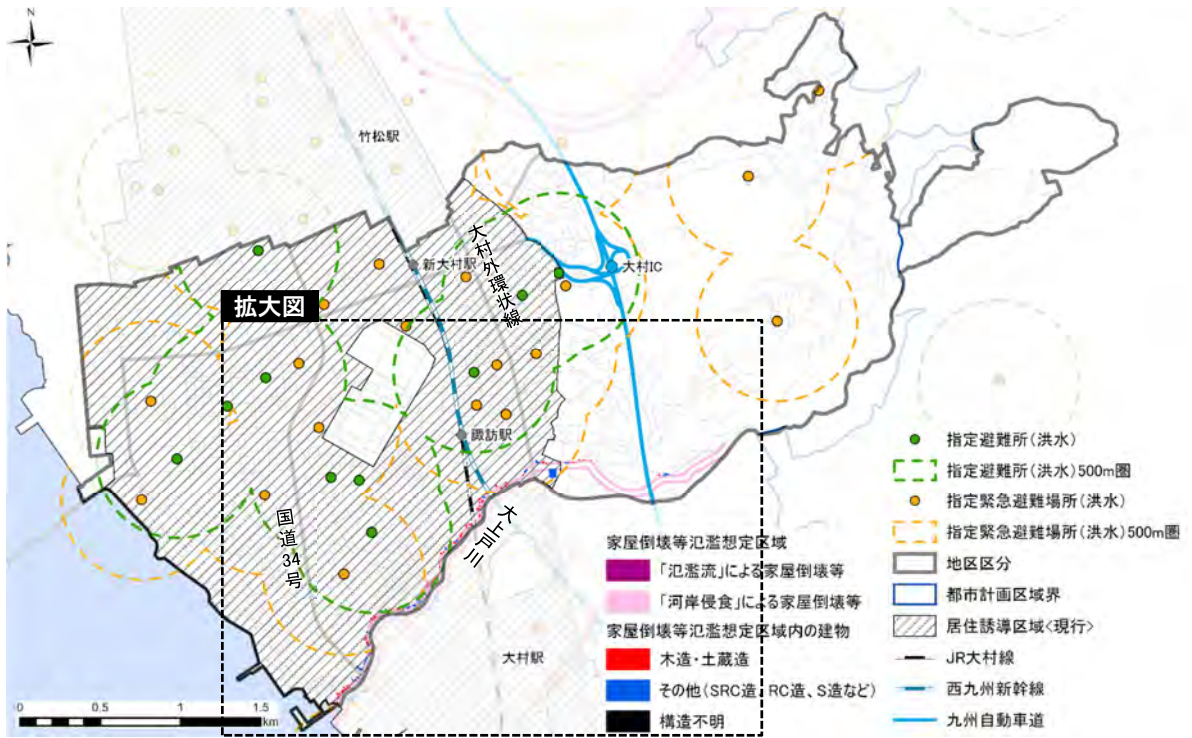 N
竹松駅
大村外環状線
新大村駅
大村IC
拡大図
諏訪駅
国道34号
大上戸川
大村駅
家屋倒壊等氾濫想定区域
「氾濫流」による家屋倒壊等
「河岸侵食」による家屋倒壊等
家屋倒壊等氾濫想定区域内の建物
木造・土蔵造
その他(SRC造、RC造、S造など)
構造不明
指定避難所(洪水)
指定避難所(洪水)500m圏
指定緊急避難場所(洪水)
指定緊急避難場所(洪水)500m圏
地区区分
都市計画区域界
居住誘導区域<現行>
JR大村線
西九州新幹線
九州自動車道
0 0.5 1 1.5
km